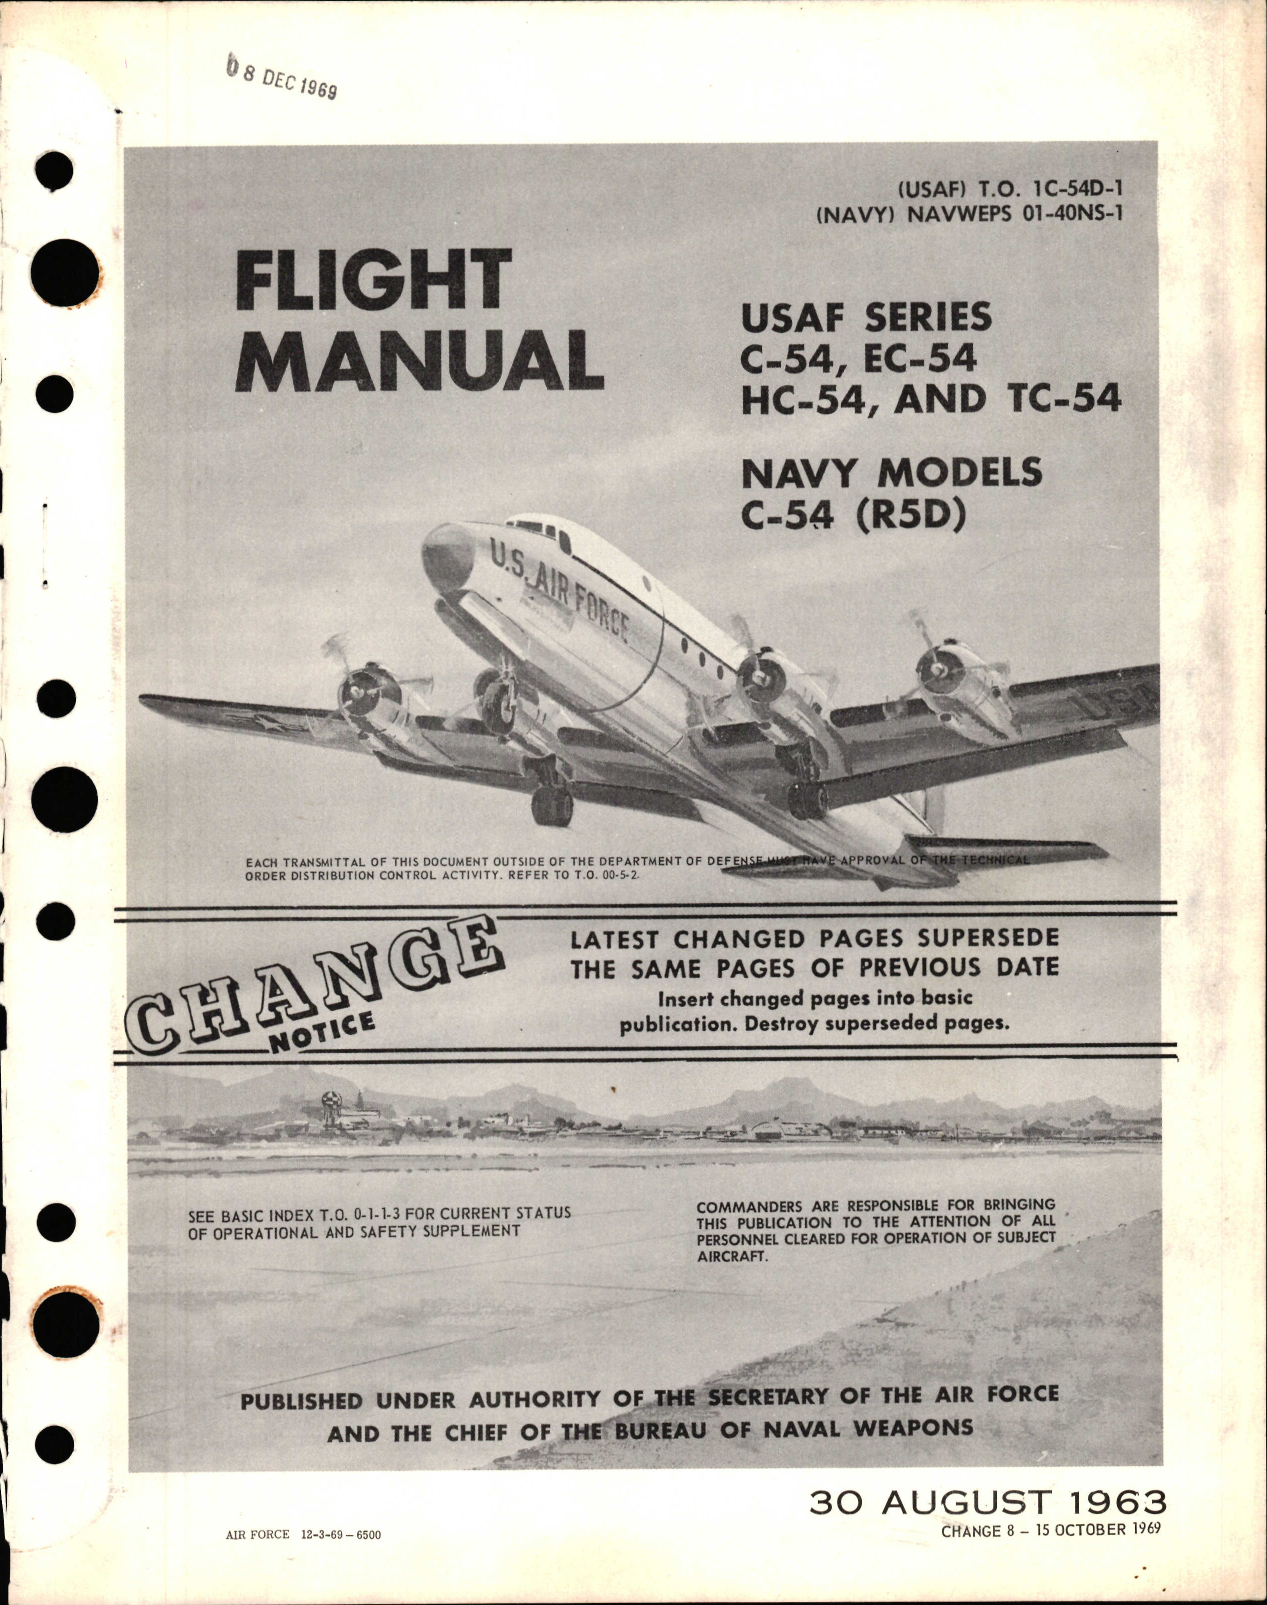 08 DEC 1969
(USAF) T.O. 1C-54D-1
(NAVY) NAVWEPS 01-40NS-1
FLIGHT
MANUAL
USAF SERIES
C-54, EC-54
HC-54, AND TC-54
NAVY MODELS
C-54 (R5D)
U.S. AIR FORCE
USA
EACH TRANSMITTAL OF THIS DOCUMENT OUTSIDE OF THE DEPARTMENT OF DEFENSE MUST HAVE APPROVAL OF THE TECHNICAL
ORDER DISTRIBUTION CONTROL ACTIVITY. REFER TO T.O. 00-5-2.
CHANGE
NOTICE
LATEST CHANGED PAGES SUPERSEDE
THE SAME PAGES OF PREVIOUS DATE
Insert changed pages into basic
publication. Destroy superseded pages.
SEE BASIC INDEX T.O. 0-1-1-3 FOR CURRENT STATUS
OF OPERATIONAL AND SAFETY SUPPLEMENT
COMMANDERS ARE RESPONSIBLE FOR BRINGING
THIS PUBLICATION TO THE ATTENTION OF ALL
PERSONNEL CLEARED FOR OPERATION OF SUBJECT
AIRCRAFT.
PUBLISHED UNDER AUTHORITY OF THE SECRETARY OF THE AIR FORCE
AND THE CHIEF OF THE BUREAU OF NAVAL WEAPONS
30 AUGUST 1963
AIR FORCE 12-3-69-6500
CHANGE 8 – 15 OCTOBER 1969